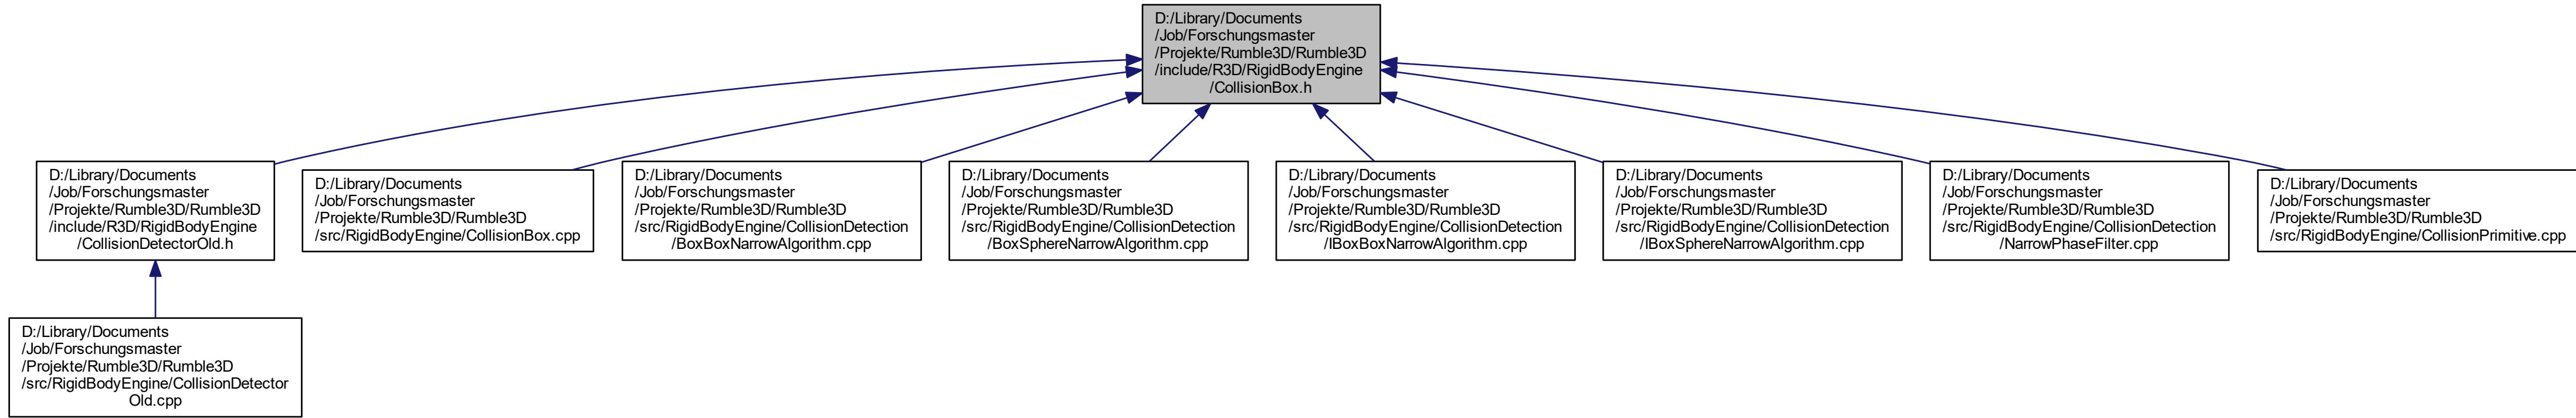 D:/Library/Documents
/Job/Forschungsmaster
/Projekte/Rumble3D/Rumble3D
/include/R3D/RigidBodyEngine
/CollisionBox.h
D:/Library/Documents
/Job/Forschungsmaster
/Projekte/Rumble3D/Rumble3D
/include/R3D/RigidBodyEngine
/CollisionDetectorOld.h
D:/Library/Documents
/Job/Forschungsmaster
/Projekte/Rumble3D/Rumble3D
/src/RigidBodyEngine/CollisionBox.cpp
D:/Library/Documents
/Job/Forschungsmaster
/Projekte/Rumble3D/Rumble3D
/src/RigidBodyEngine/CollisionDetection
/BoxBoxNarrowAlgorithm.cpp
D:/Library/Documents
/Job/Forschungsmaster
/Projekte/Rumble3D/Rumble3D
/src/RigidBodyEngine/CollisionDetection
/BoxSphereNarrowAlgorithm.cpp
D:/Library/Documents
/Job/Forschungsmaster
/Projekte/Rumble3D/Rumble3D
/src/RigidBodyEngine/CollisionDetection
/IBoxBoxNarrowAlgorithm.cpp
D:/Library/Documents
/Job/Forschungsmaster
/Projekte/Rumble3D/Rumble3D
/src/RigidBodyEngine/CollisionDetection
/IBoxSphereNarrowAlgorithm.cpp
D:/Library/Documents
/Job/Forschungsmaster
/Projekte/Rumble3D/Rumble3D
/src/RigidBodyEngine/CollisionDetection
/NarrowPhaseFilter.cpp
D:/Library/Documents
/Job/Forschungsmaster
/Projekte/Rumble3D/Rumble3D
/src/RigidBodyEngine/CollisionPrimitive.cpp
D:/Library/Documents
/Job/Forschungsmaster
/Projekte/Rumble3D/Rumble3D
/src/RigidBodyEngine/CollisionDetector
Old.cpp